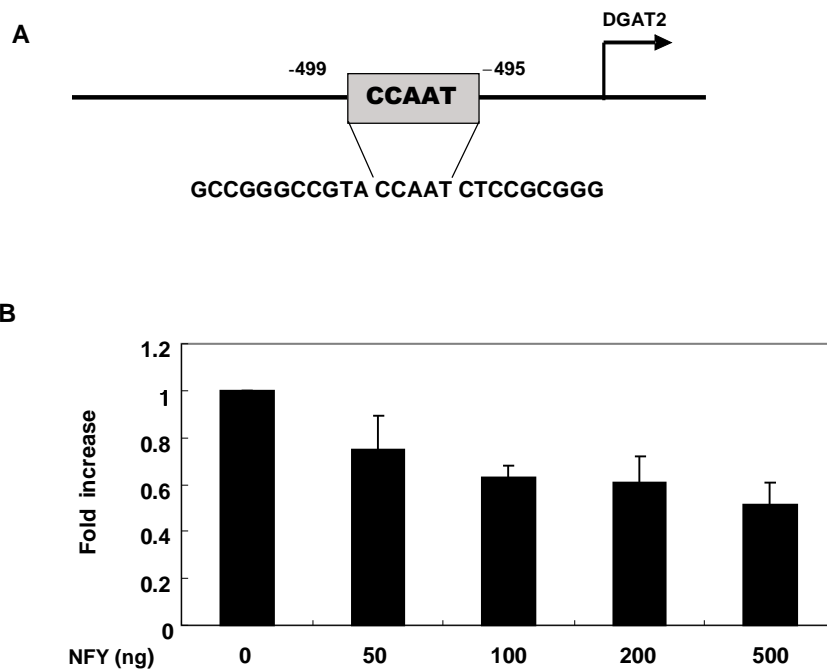 A
DGAT2
-499
CCAAT
−495
GCCGGGCCGTA CCAAT CTCCGCGGG
B
Fold increase
1.2
1
0.8
0.6
0.4
0.2
0
NFY (ng) 0 50 100 200 500